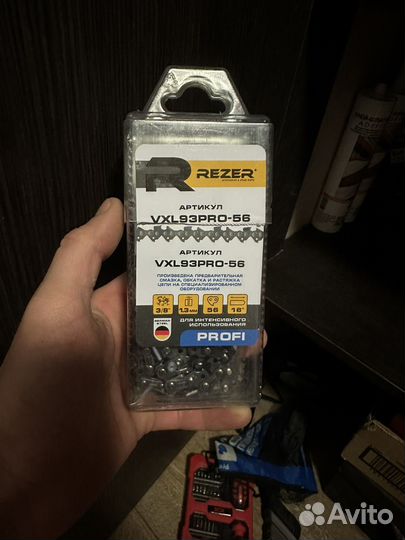 REZER
АРТИКУЛ
VXL93PRO-56
АРТИКУЛ
VXL93PRO-56
ПРОИЗВЕДЕНА ПРЕДВАРИТЕЛЬНАЯ
СМАЗКА, ОБКАТКА И РАСТЯЖКА
ЦЕПИ НА СПЕЦИАЛИЗИРОВАННОМ
ОБОРУДОВАНИИ
3/8" 1.3 ММ 56 16"
ДЛЯ ИНТЕНСИВНОГО
ИСПОЛЬЗОВАНИЯ
PROFI
Avito